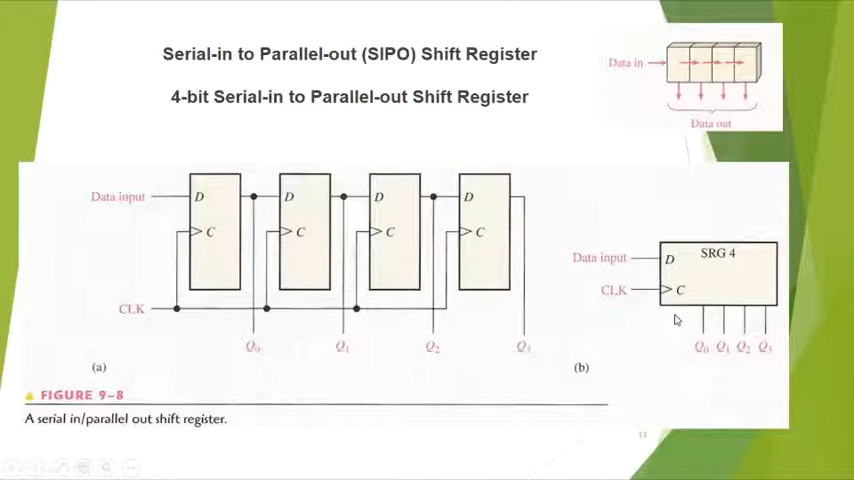 Serial-in to Parallel-out (SIPO) Shift Register
4-bit Serial-in to Parallel-out Shift Register
Data in
Data out
Data input
D
D
D
D
C
C
C
C
CLK
Q0
Q1
Q2
Q3
(a)
Data input
D
SRG 4
CLK
C
Q0
Q1
Q2
Q3
(b)
FIGURE 9-8
A serial in/parallel out shift register.